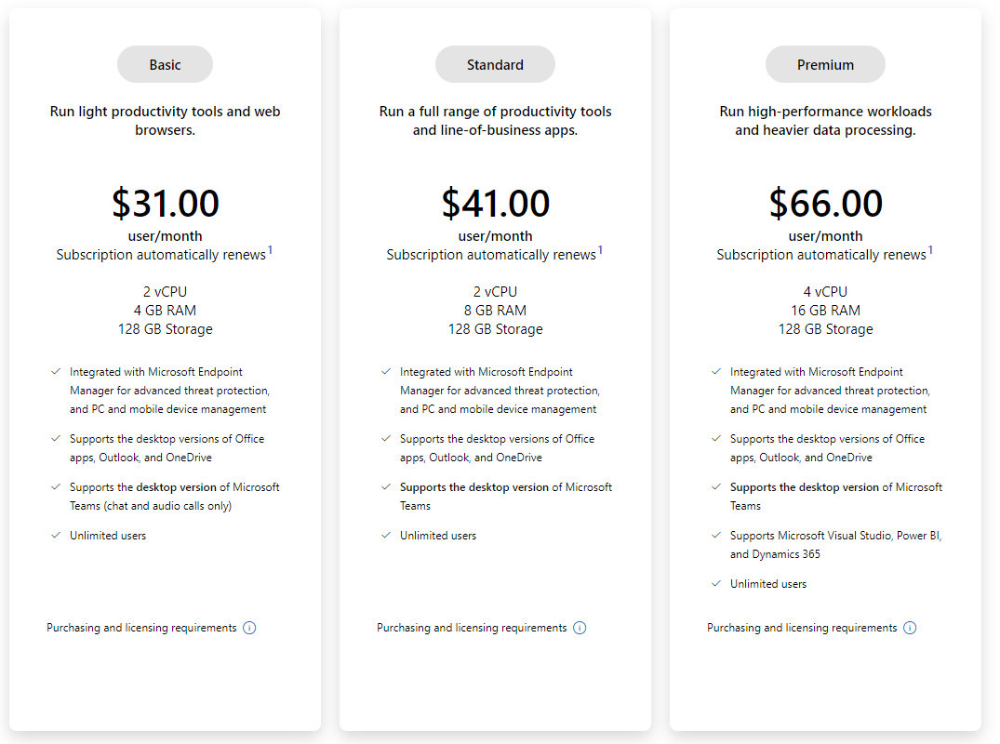 Basic
Run light productivity tools and web
browsers.
$31.00
user/month
Subscription automatically renews1
2 vCPU
4 GB RAM
128 GB Storage
Integrated with Microsoft Endpoint
Manager for advanced threat protection,
and PC and mobile device management
Supports the desktop versions of Office
apps, Outlook, and OneDrive
Supports the desktop version of Microsoft
Teams (chat and audio calls only)
Unlimited users
Purchasing and licensing requirements
Standard
Run a full range of productivity tools
and line-of-business apps.
$41.00
user/month
Subscription automatically renews1
2 vCPU
8 GB RAM
128 GB Storage
Integrated with Microsoft Endpoint
Manager for advanced threat protection,
and PC and mobile device management
Supports the desktop versions of Office
apps, Outlook, and OneDrive
Supports the desktop version of Microsoft
Teams
Unlimited users
Purchasing and licensing requirements
Premium
Run high-performance workloads
and heavier data processing.
$66.00
user/month
Subscription automatically renews1
4 vCPU
16 GB RAM
128 GB Storage
Integrated with Microsoft Endpoint
Manager for advanced threat protection,
and PC and mobile device management
Supports the desktop versions of Office
apps, Outlook, and OneDrive
Supports the desktop version of Microsoft
Teams
Supports Microsoft Visual Studio, Power BI,
and Dynamics 365
Unlimited users
Purchasing and licensing requirements